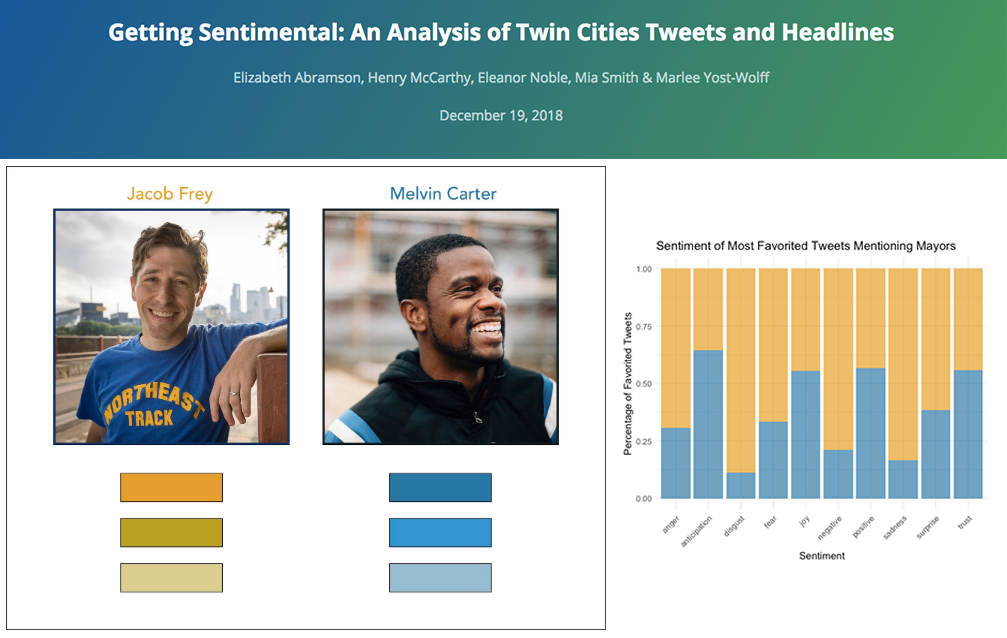 Getting Sentimental: An Analysis of Twin Cities Tweets and Headlines
Elizabeth Abramson, Henry McCarthy, Eleanor Noble, Mia Smith & Marlee Yost-Wolff
December 19, 2018
Jacob Frey
Melvin Carter
NORTHEAST
TRACK
Sentiment of Most Favorited Tweets Mentioning Mayors
Percentage of Favorited Tweets
1.00
0.75
0.50
0.25
0.00
anger
anticipation
disgust
fear
joy
negative
positive
sadness
surprise
trust
Sentiment